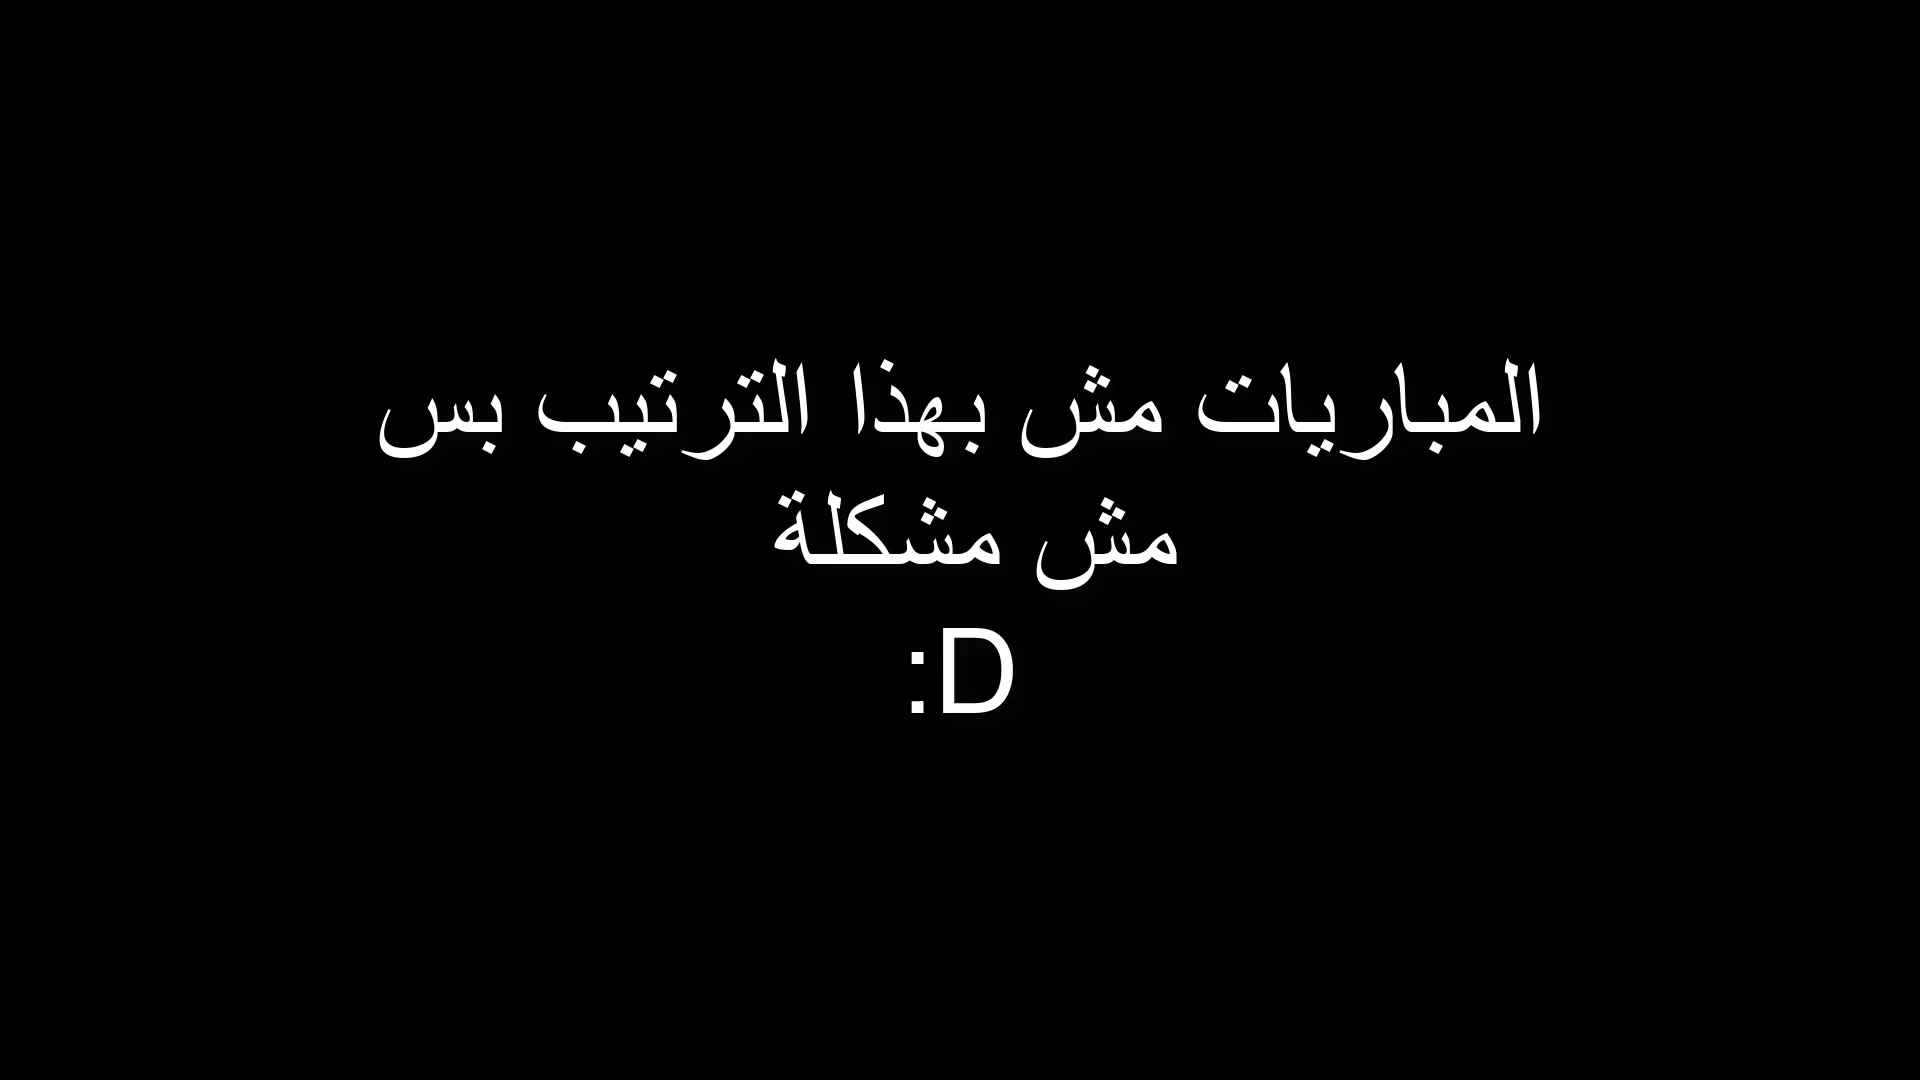 المباريات مش بهذا الترتيب بس
مش مشكلة
:D